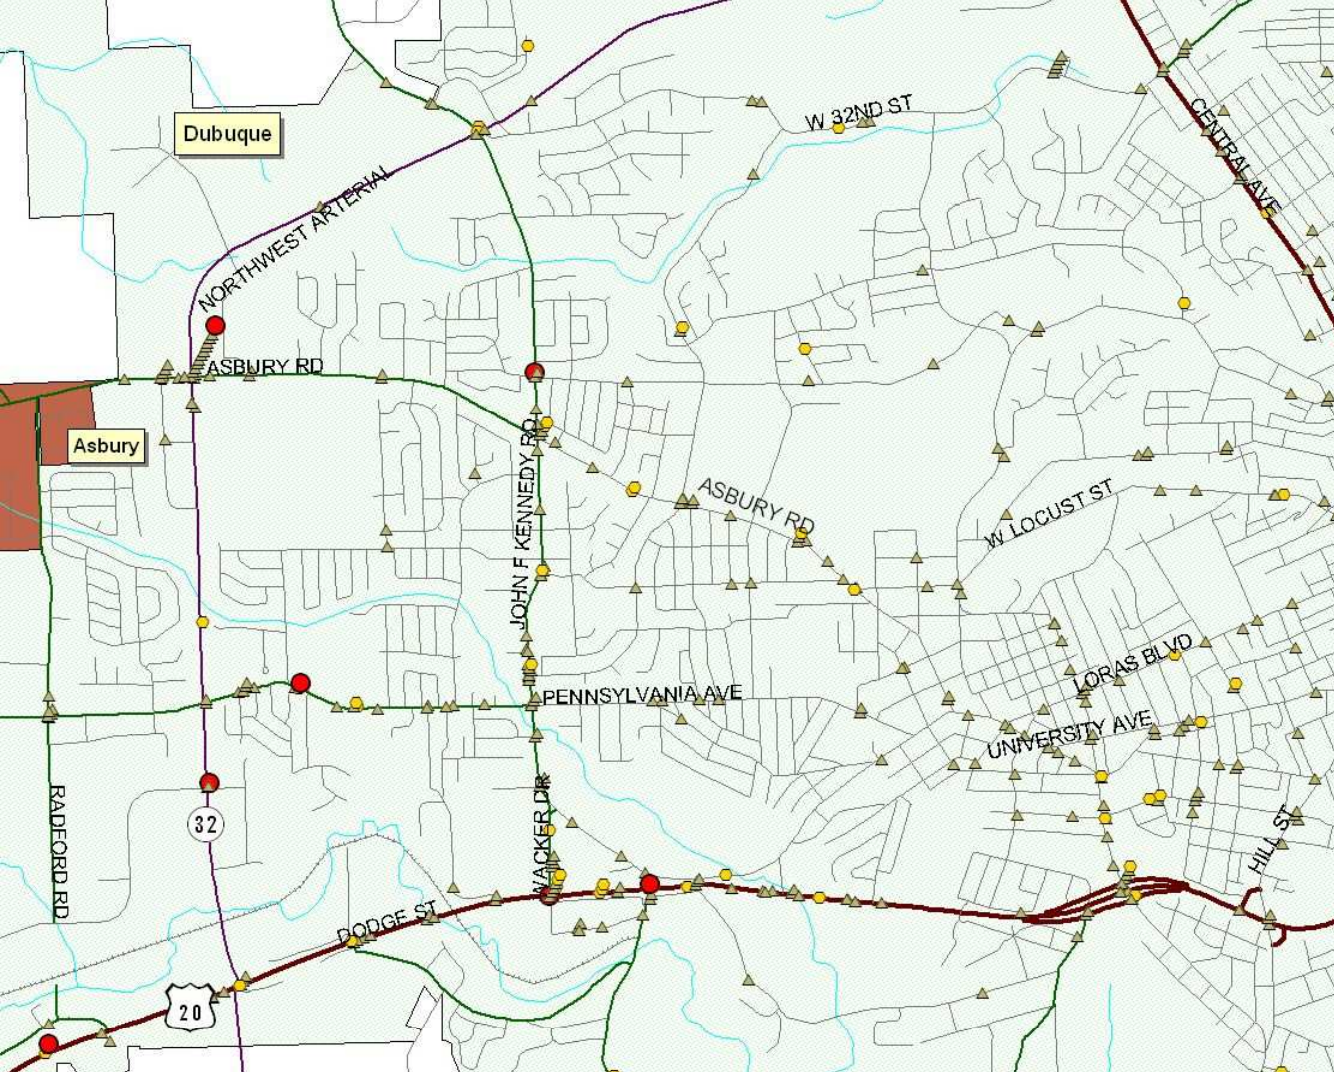 W 32ND ST
CENTRAL AVE
Dubuque
NORTHWEST ARTERIAL
ASBURY RD
Asbury
JOHN F KENNEDY RD
ASBURY RD
W LOCUST ST
LORAS BLVD
PENNSYLVANIA AVE
UNIVERSITY AVE
RADFORD RD
32
WACKER DR
HILL ST
DODGE ST
20